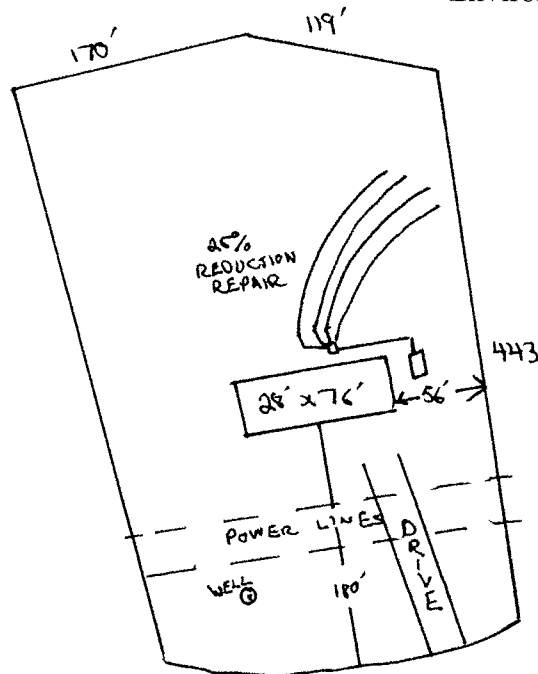 170'
119'
25%
REDUCTION
REPAIR
443
28' x 76'
56'
POWER LINES
DRIVE
WELL
180'